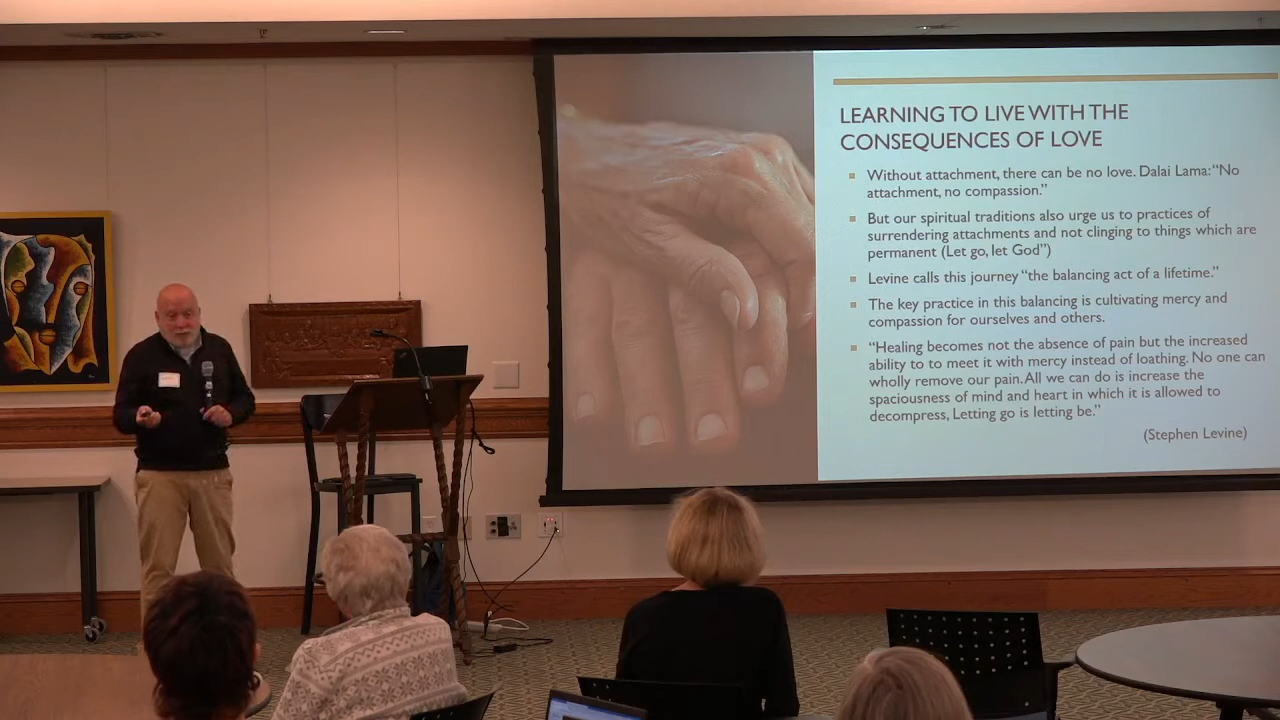 LEARNING TO LIVE WITH THE
CONSEQUENCES OF LOVE
Without attachment, there can be no love. Dalai Lama: "No
attachment, no compassion."
But our spiritual traditions also urge us to practices of
surrendering attachments and not clinging to things which are
permanent (Let go, let God")
Levine calls this journey "the balancing act of a lifetime."
The key practice in this balancing is cultivating mercy and
compassion for ourselves and others.
"Healing becomes not the absence of pain but the increased
ability to to meet it with mercy instead of loathing. No one can
wholly remove our pain. All we can do is increase the
spaciousness of mind and heart in which it is allowed to
decompress, Letting go is letting be."
(Stephen Levine)